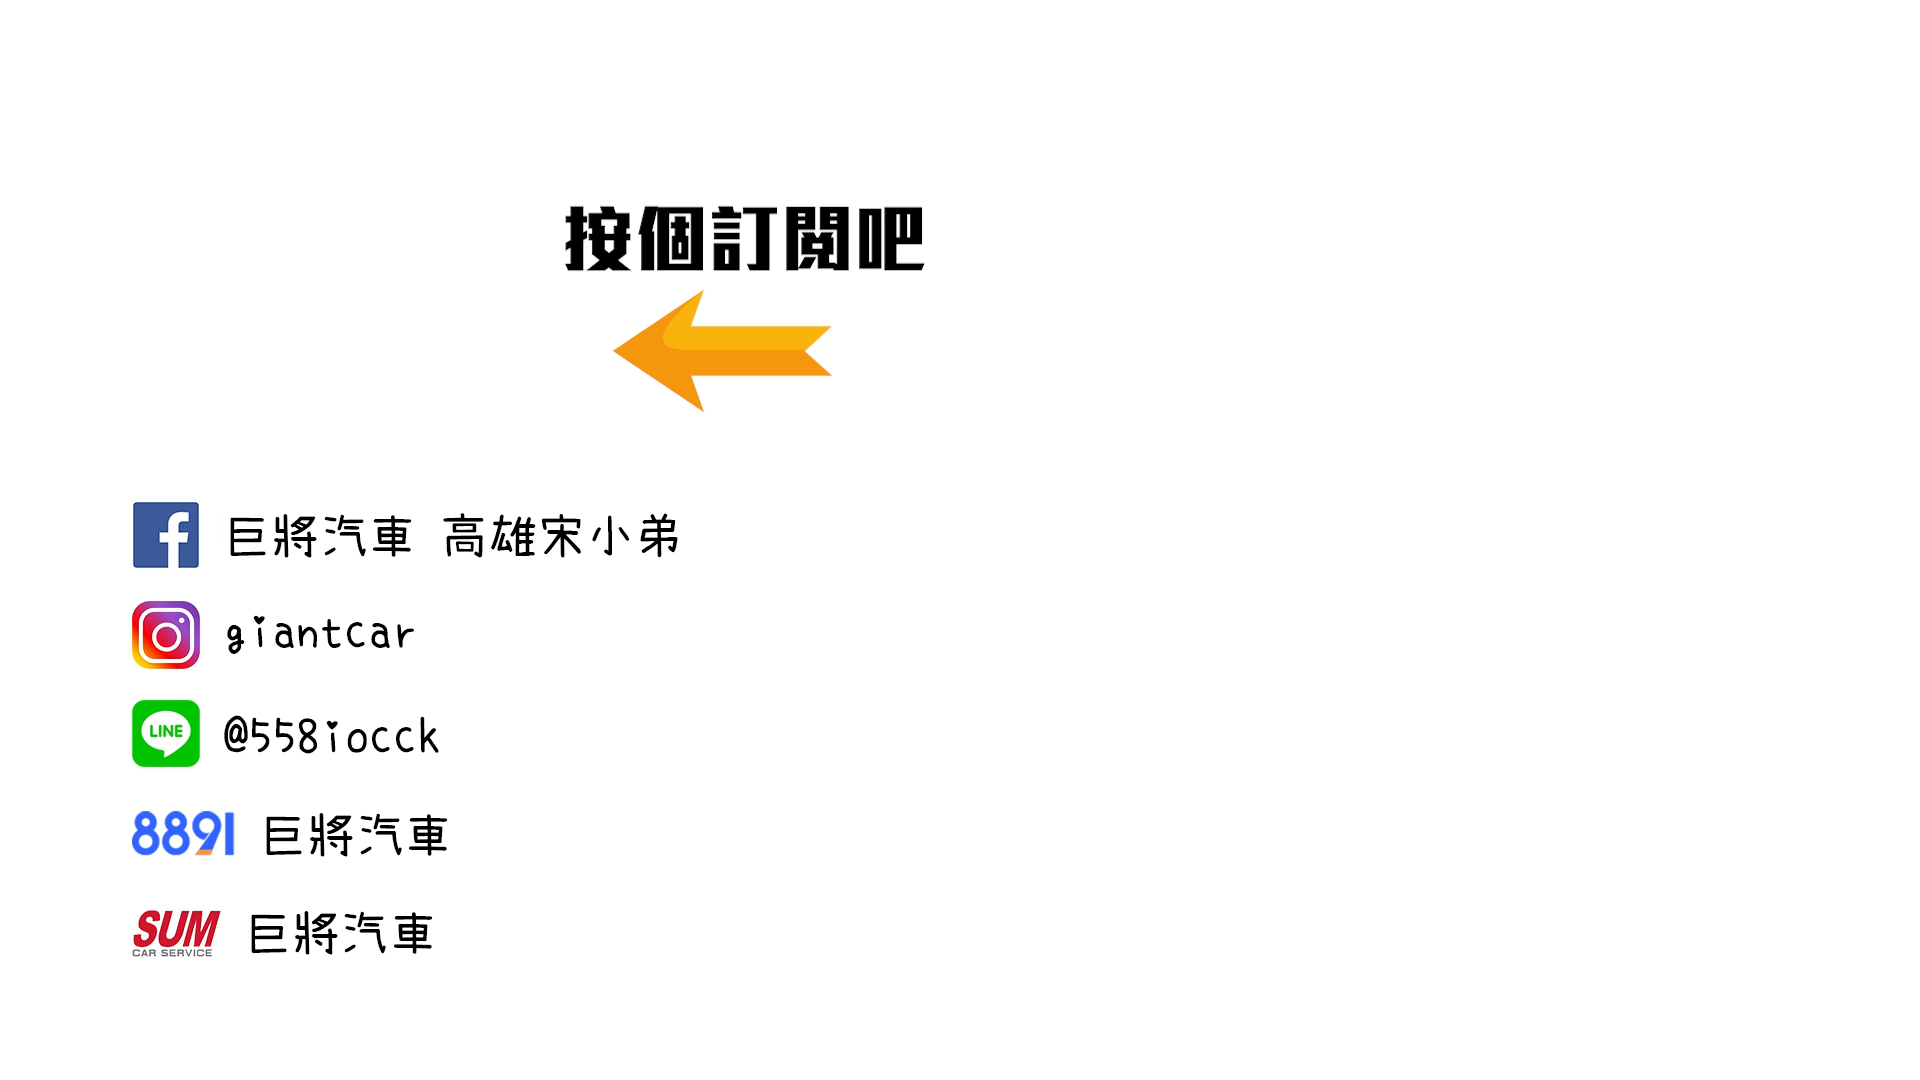 按個訂閱吧
巨將汽車 高雄宋小弟
giantcar
LINE @558iocck
8891 巨將汽車
SUM CAR SERVICE 巨將汽車